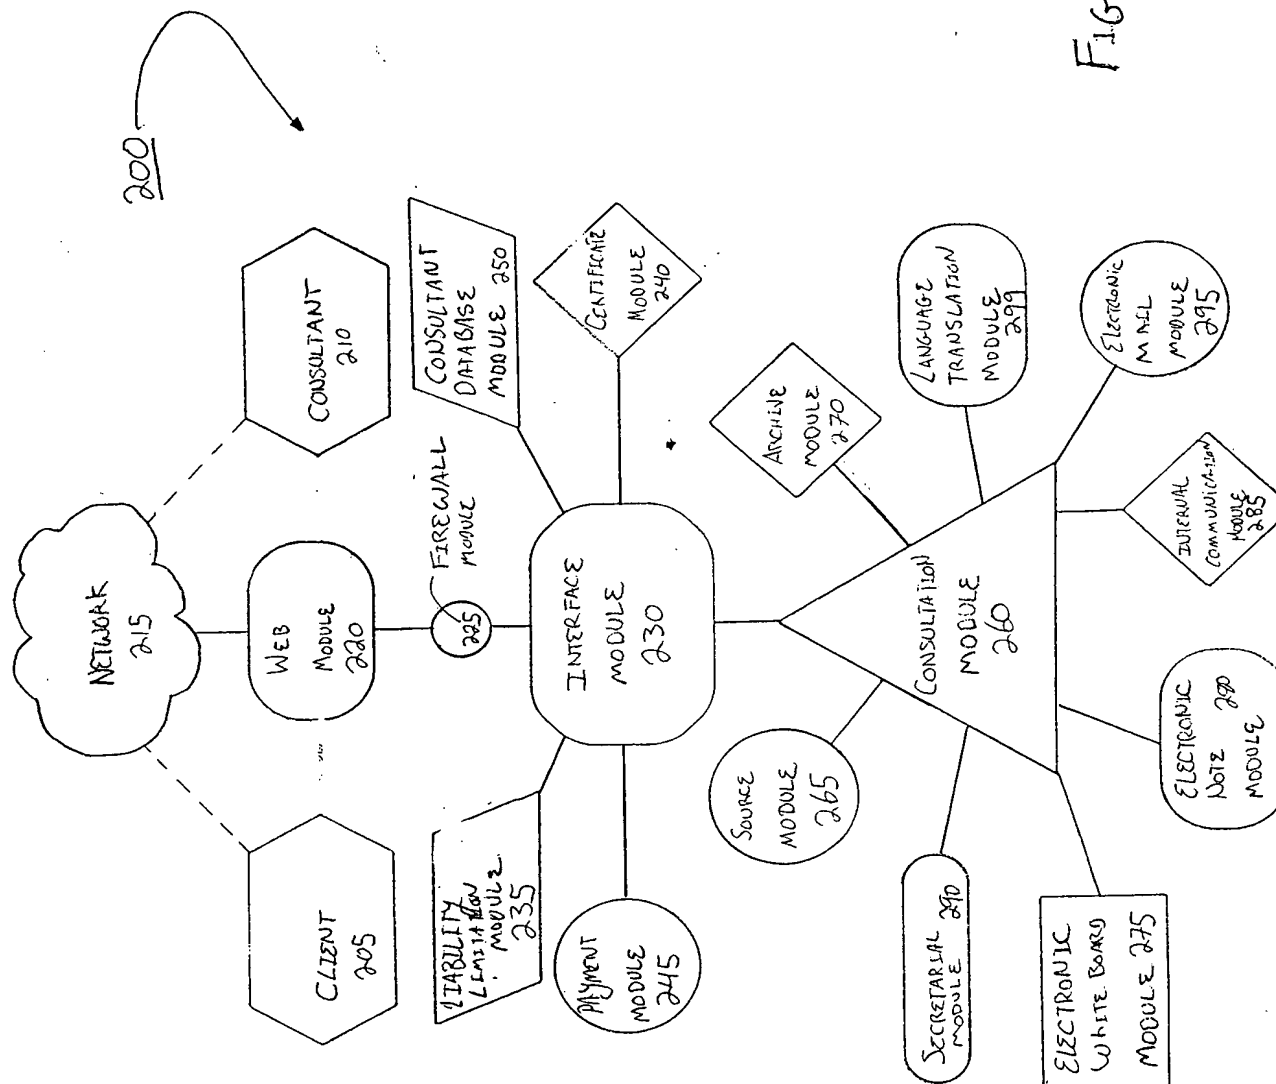 200
FIG
NETWORK
215
CLIENT
205
WEB
MODULE
220
CONSULTANT
210
225
FIREWALL
MODULE
LIABILITY
LIMITATION
MODULE
235
CONSULTANT
DATABASE
MODULE 250
PAYMENT
MODULE
245
INTERFACE
MODULE
230
CERTIFICATE
MODULE
240
SOURCE
MODULE
265
ARCHIVE
MODULE
270
CONSULTATION
MODULE
260
SECRETARIAL 290
MODULE
LANGUAGE
TRANSLATION
MODULE
299
ELECTRONIC
WHITE BOARD
MODULE 275
ELECTRONIC
NOTE 280
MODULE
INTERNAL
COMMUNICATION
MODULE
285
ELECTRONIC
MAIL
MODULE
295